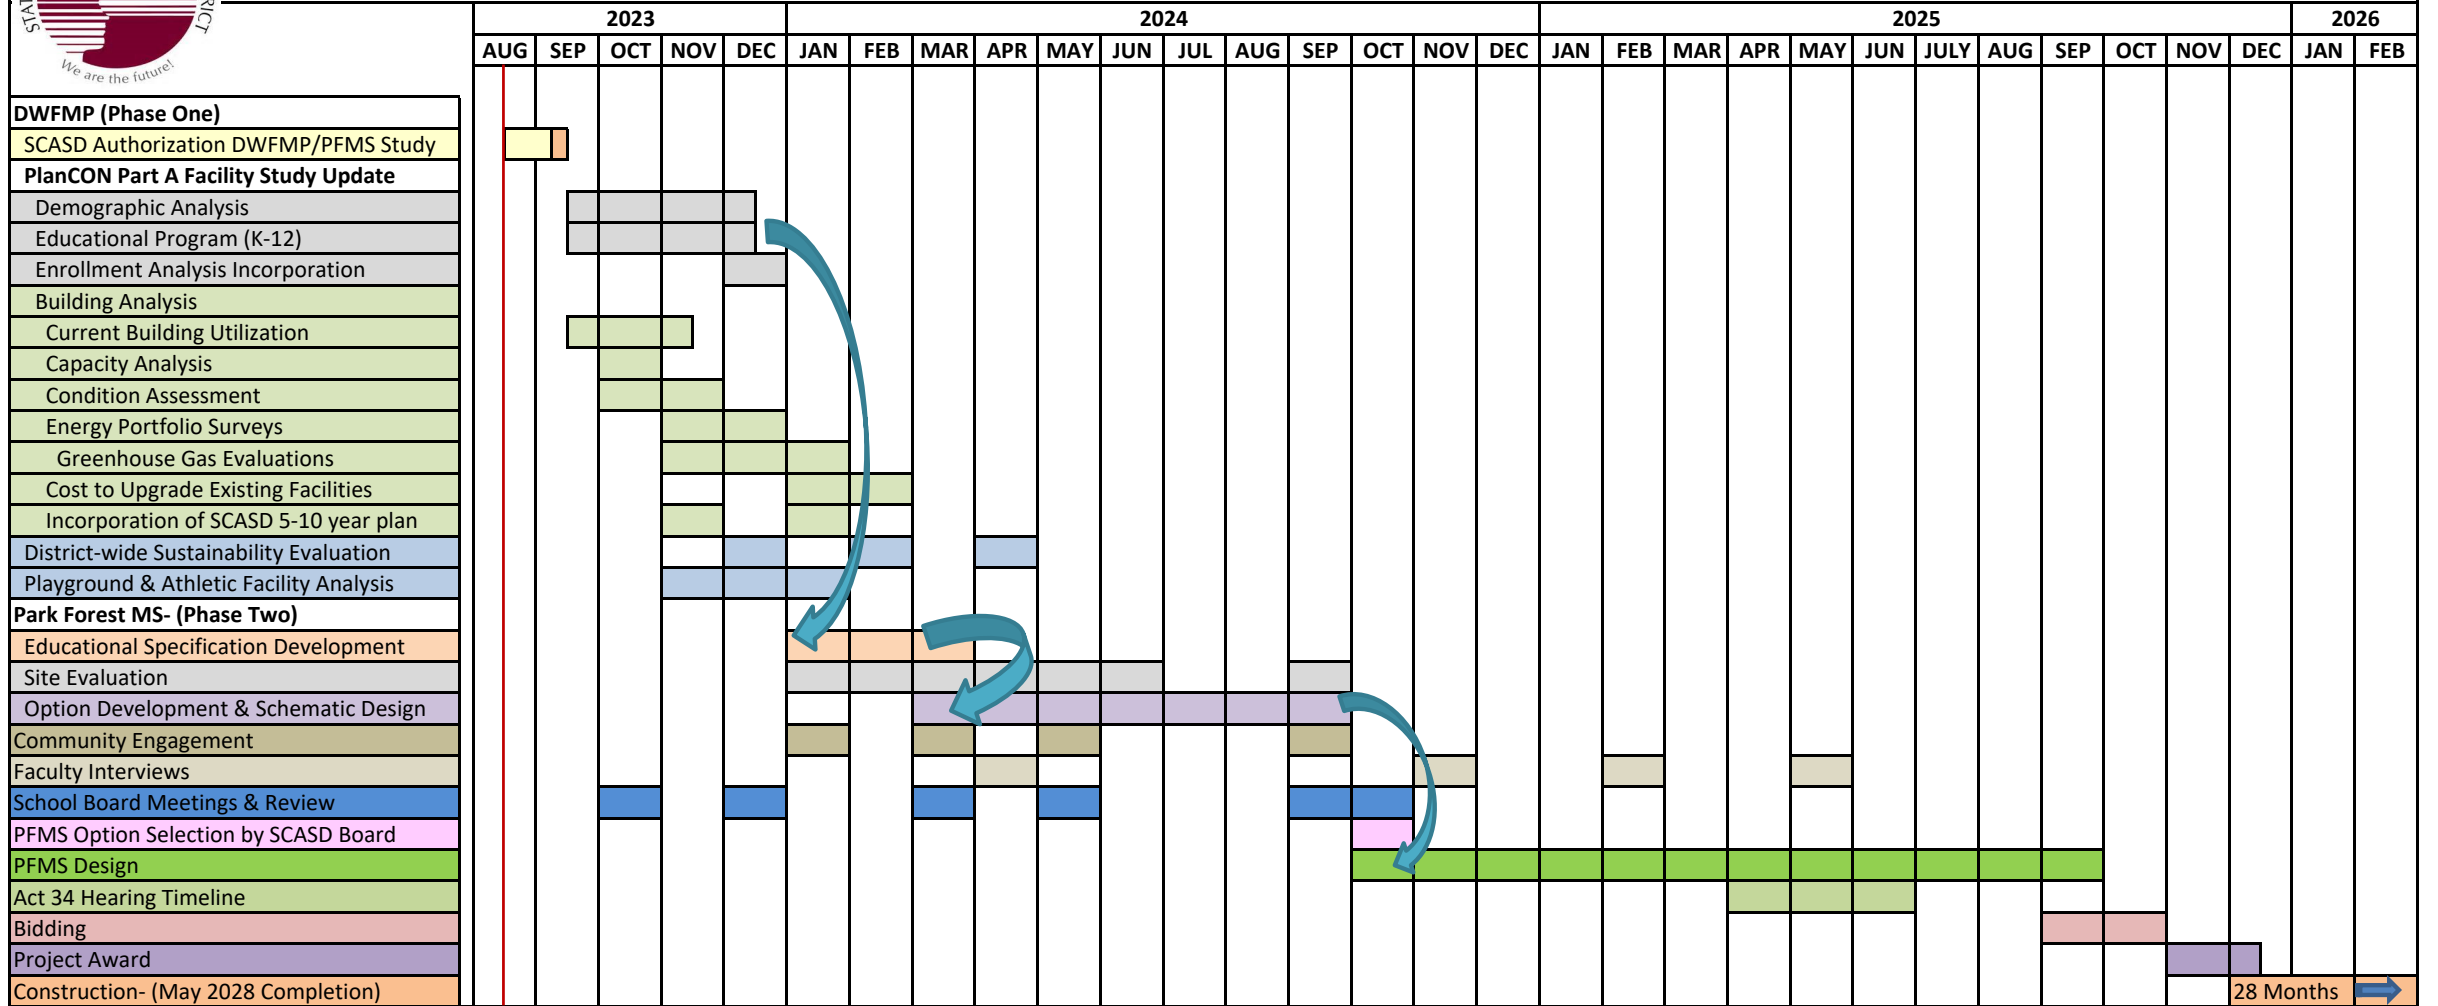 STAT
RICT
We are the future!
2023 2024 2025 2026
AUG SEP OCT NOV DEC JAN FEB MAR APR MAY JUN JUL AUG SEP OCT NOV DEC JAN FEB MAR APR MAY JUN JULY AUG SEP OCT NOV DEC JAN FEB
DWFMP (Phase One)
SCASD Authorization DWFMP/PFMS Study
PlanCON Part A Facility Study Update
Demographic Analysis
Educational Program (K-12)
Enrollment Analysis Incorporation
Building Analysis
Current Building Utilization
Capacity Analysis
Condition Assessment
Energy Portfolio Surveys
Greenhouse Gas Evaluations
Cost to Upgrade Existing Facilities
Incorporation of SCASD 5-10 year plan
District-wide Sustainability Evaluation
Playground & Athletic Facility Analysis
Park Forest MS- (Phase Two)
Educational Specification Development
Site Evaluation
Option Development & Schematic Design
Community Engagement
Faculty Interviews
School Board Meetings & Review
PFMS Option Selection by SCASD Board
PFMS Design
Act 34 Hearing Timeline
Bidding
Project Award
Construction- (May 2028 Completion) 28 Months